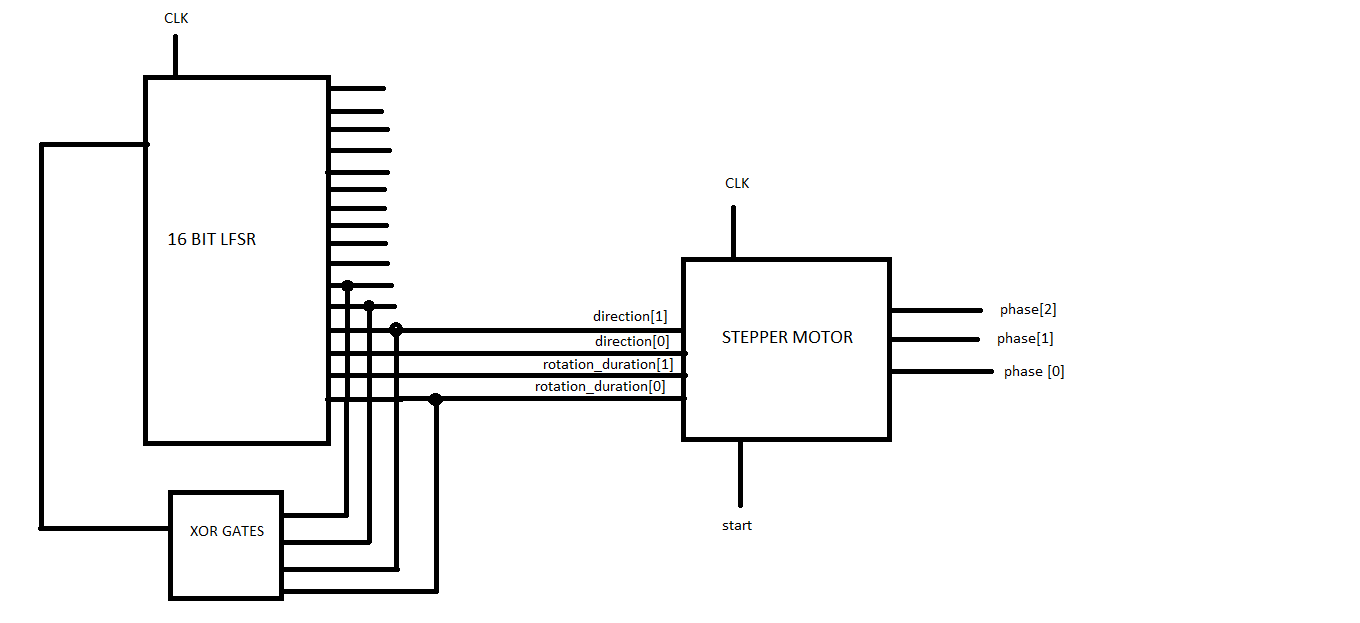 CLK
16 BIT LFSR
XOR GATES
direction[1]
direction[0]
rotation_duration[1]
rotation_duration[0]
CLK
STEPPER MOTOR
start
phase[2]
phase[1]
phase [0]